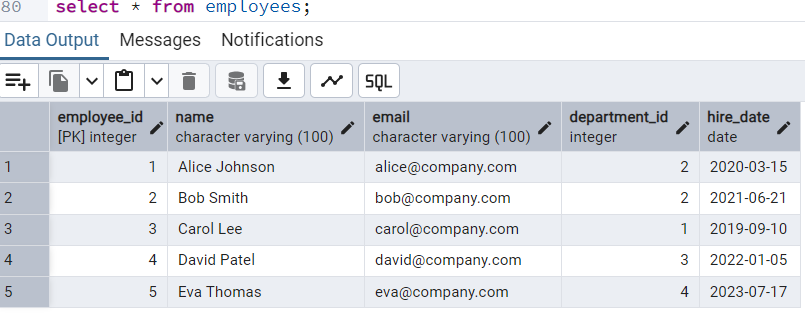 80 select * from employees;
Data Output Messages Notifications
SQL
employee_id name email department_id hire_date
[PK] integer character varying (100) character varying (100) integer date
1 1 Alice Johnson alice@company.com 2 2020-03-15
2 2 Bob Smith bob@company.com 2 2021-06-21
3 3 Carol Lee carol@company.com 1 2019-09-10
4 4 David Patel david@company.com 3 2022-01-05
5 5 Eva Thomas eva@company.com 4 2023-07-17